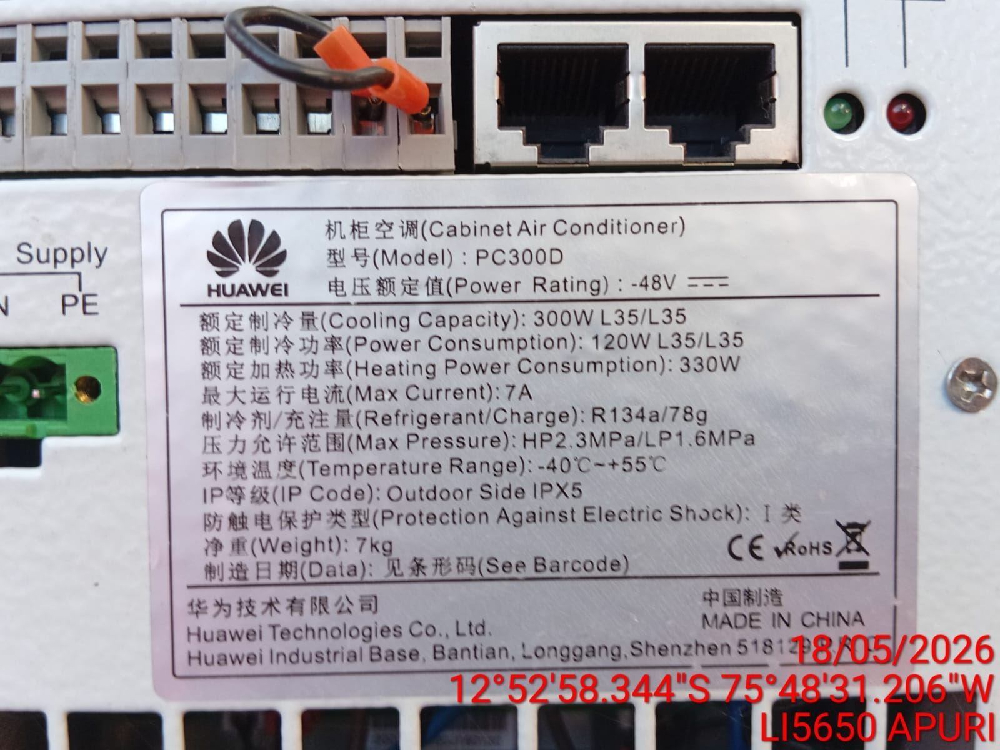 Supply
N PE
HUAWEI
机柜空调(Cabinet Air Conditioner)
型号(Model) : PC300D
电压额定值(Power Rating) : -48V
额定制冷量(Cooling Capacity): 300W L35/L35
额定制冷功率(Power Consumption): 120W L35/L35
额定加热功率(Heating Power Consumption): 330W
最大运行电流(Max Current): 7A
制冷剂/充注量(Refrigerant/Charge): R134a/78g
压力允许范围(Max Pressure): HP2.3MPa/LP1.6MPa
环境温度(Temperature Range): -40℃~+55℃
IP等级(IP Code): Outdoor Side IPX5
防触电保护类型(Protection Against Electric Shock): I 类
净重(Weight): 7kg
CE RoHS
制造日期(Data): 见条形码(See Barcode)
华为技术有限公司
中国制造
MADE IN CHINA
Huawei Technologies Co., Ltd.
Huawei Industrial Base, Bantian, Longgang, Shenzhen 518129
18/05/2026
12°52'58.344"S 75°48'31.206"W
LI5650 APURI